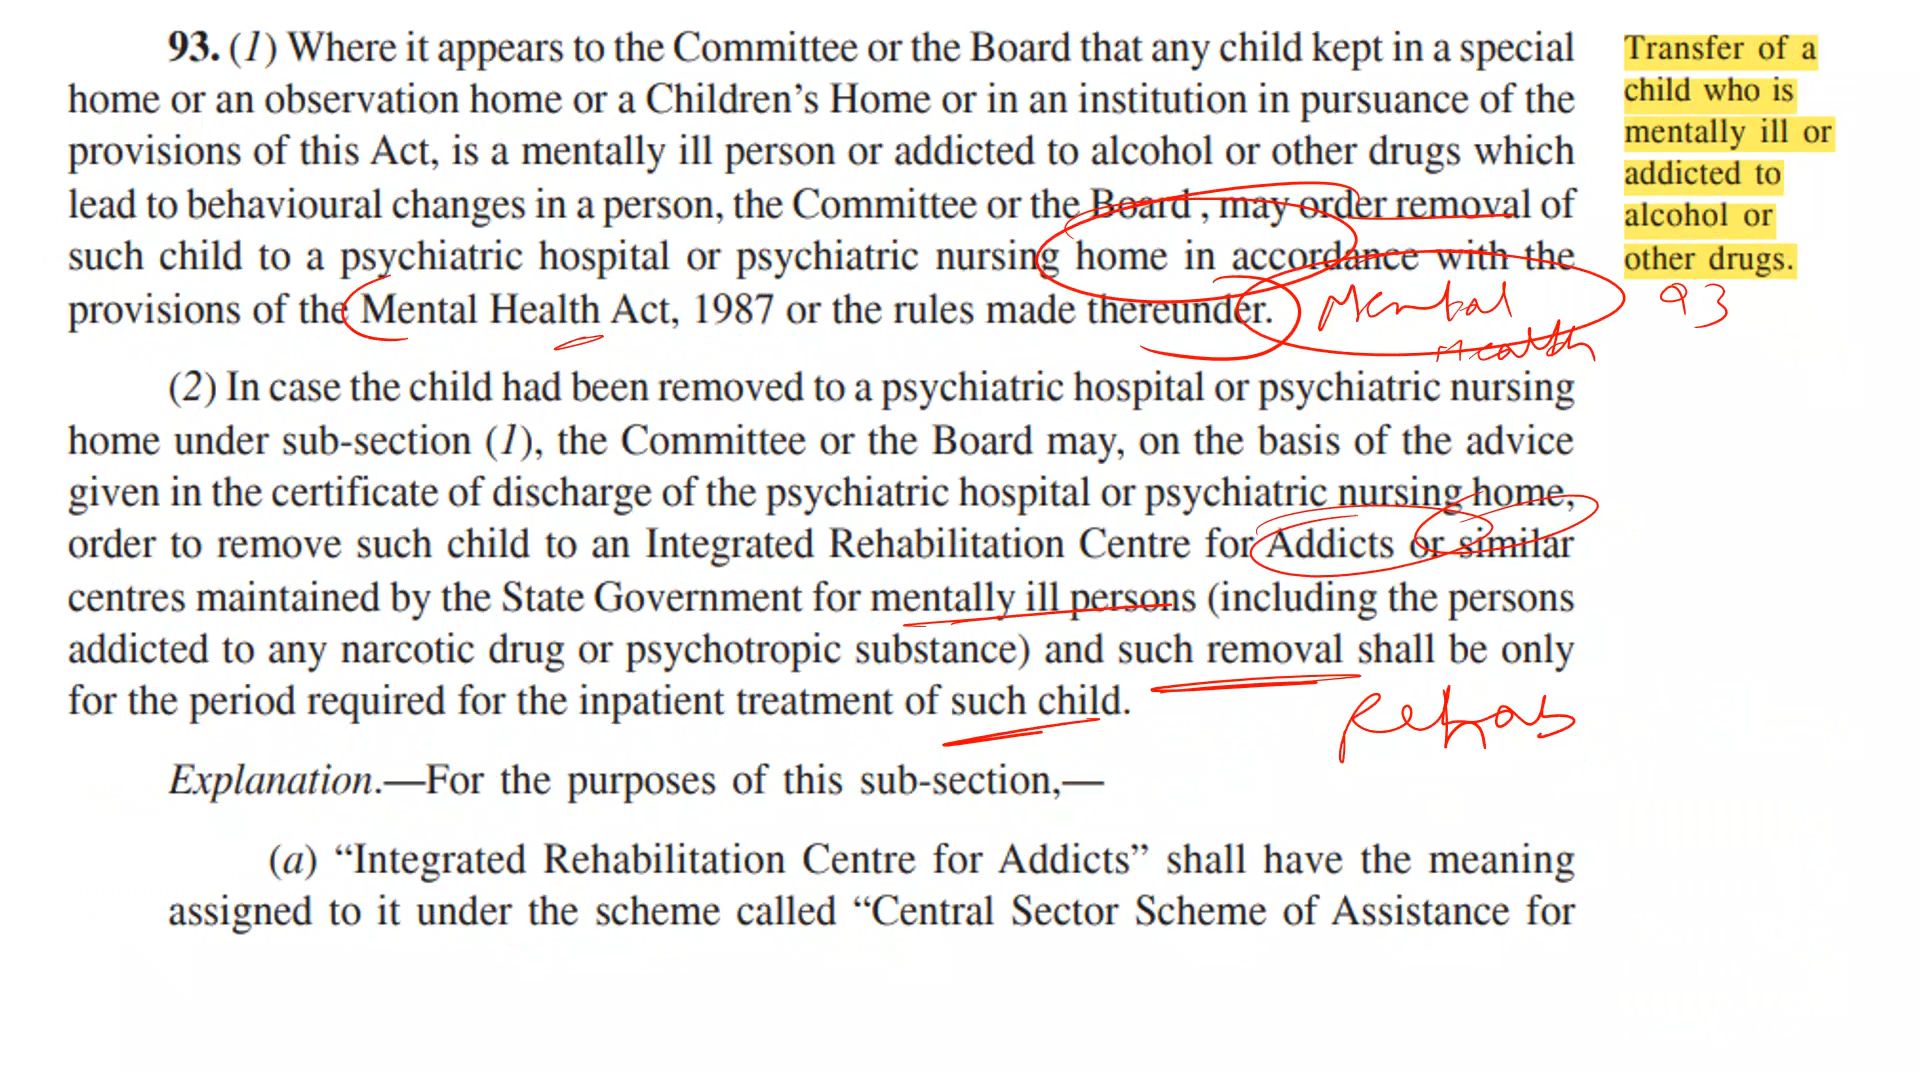 93. (1) Where it appears to the Committee or the Board that any child kept in a special
home or an observation home or a Children’s Home or in an institution in pursuance of the
provisions of this Act, is a mentally ill person or addicted to alcohol or other drugs which
lead to behavioural changes in a person, the Committee or the Board , may order removal of
such child to a psychiatric hospital or psychiatric nursing home in accordance with the
provisions of the Mental Health Act, 1987 or the rules made thereunder.
Mental
Health
Transfer of a
child who is
mentally ill or
addicted to
alcohol or
other drugs.
93
(2) In case the child had been removed to a psychiatric hospital or psychiatric nursing
home under sub-section (1), the Committee or the Board may, on the basis of the advice
given in the certificate of discharge of the psychiatric hospital or psychiatric nursing home,
order to remove such child to an Integrated Rehabilitation Centre for Addicts or similar
centres maintained by the State Government for mentally ill persons (including the persons
addicted to any narcotic drug or psychotropic substance) and such removal shall be only
for the period required for the inpatient treatment of such child.
Rehab
Explanation.—For the purposes of this sub-section,—
(a) “Integrated Rehabilitation Centre for Addicts” shall have the meaning
assigned to it under the scheme called “Central Sector Scheme of Assistance for